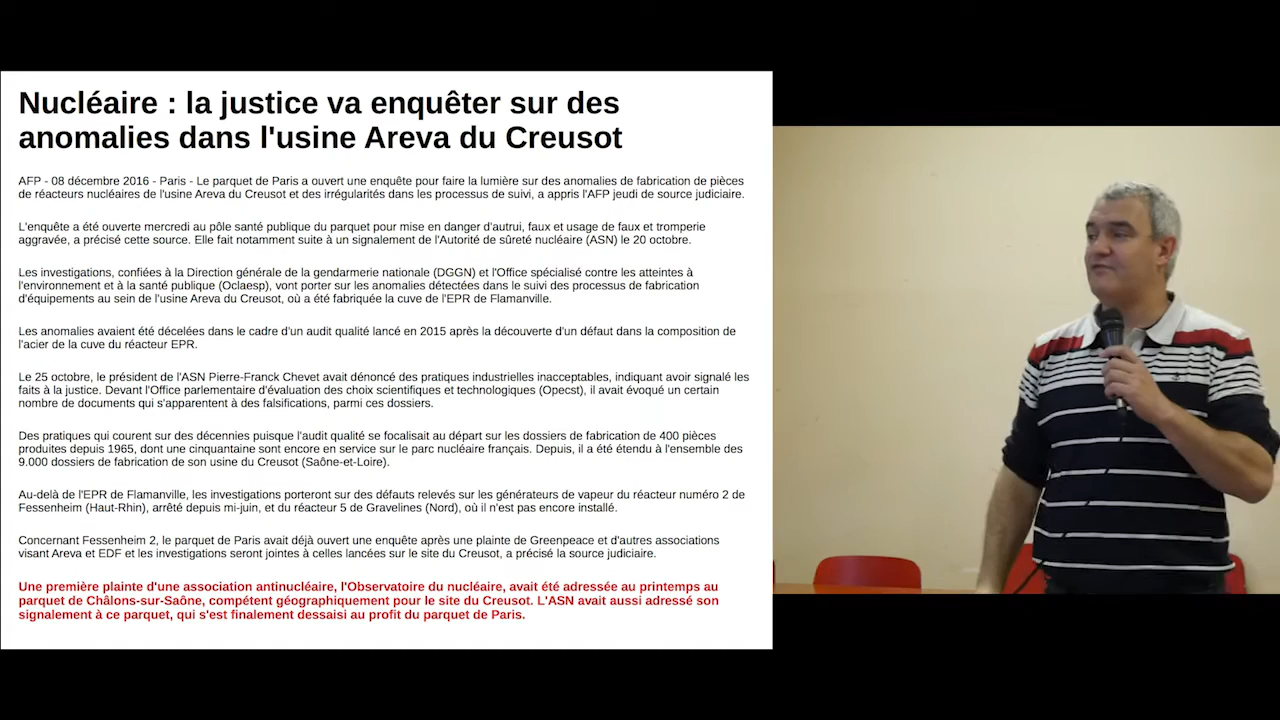 Nucléaire : la justice va enquêter sur des
anomalies dans l'usine Areva du Creusot
AFP - 08 décembre 2016 - Paris - Le parquet de Paris a ouvert une enquête pour faire la lumière sur des anomalies de fabrication de pièces
de réacteurs nucléaires de l'usine Areva du Creusot et des irrégularités dans les processus de suivi, a appris l'AFP jeudi de source judiciaire.
L'enquête a été ouverte mercredi au pôle santé publique du parquet pour mise en danger d'autrui, faux et usage de faux et tromperie
aggravée, a précisé cette source. Elle fait notamment suite à un signalement de l'Autorité de sûreté nucléaire (ASN) le 20 octobre.
Les investigations, confiées à la Direction générale de la gendarmerie nationale (DGGN) et l'Office spécialisé contre les atteintes à
l'environnement et à la santé publique (Oclaesp), vont porter sur les anomalies détectées dans le suivi des processus de fabrication
d'équipements au sein de l'usine Areva du Creusot, où a été fabriquée la cuve de l'EPR de Flamanville.
Les anomalies avaient été décelées dans le cadre d'un audit qualité lancé en 2015 après la découverte d'un défaut dans la composition de
l'acier de la cuve du réacteur EPR.
Le 25 octobre, le président de l'ASN Pierre-Franck Chevet avait dénoncé des pratiques industrielles inacceptables, indiquant avoir signalé les
faits à la justice. Devant l'Office parlementaire d'évaluation des choix scientifiques et technologiques (Opecst), il avait évoqué un certain
nombre de documents qui s'apparentent à des falsifications, parmi ces dossiers.
Des pratiques qui courent sur des décennies puisque l'audit qualité se focalisait au départ sur les dossiers de fabrication de 400 pièces
produites depuis 1965, dont une cinquantaine sont encore en service sur le parc nucléaire français. Depuis, il a été étendu à l'ensemble des
9.000 dossiers de fabrication de son usine du Creusot (Saône-et-Loire).
Au-delà de l'EPR de Flamanville, les investigations porteront sur des défauts relevés sur les générateurs de vapeur du réacteur numéro 2 de
Fessenheim (Haut-Rhin), arrêté depuis mi-juin, et du réacteur 5 de Gravelines (Nord), où il n'est pas encore installé.
Concernant Fessenheim 2, le parquet de Paris avait déjà ouvert une enquête après une plainte de Greenpeace et d'autres associations
visant Areva et EDF et les investigations seront jointes à celles lancées sur le site du Creusot, a précisé la source judiciaire.
Une première plainte d'une association antinucléaire, l'Observatoire du nucléaire, avait été adressée au printemps au
parquet de Châlons-sur-Saône, compétent géographiquement pour le site du Creusot. L'ASN avait aussi adressé son
signalement à ce parquet, qui s'est finalement dessaisi au profit du parquet de Paris.